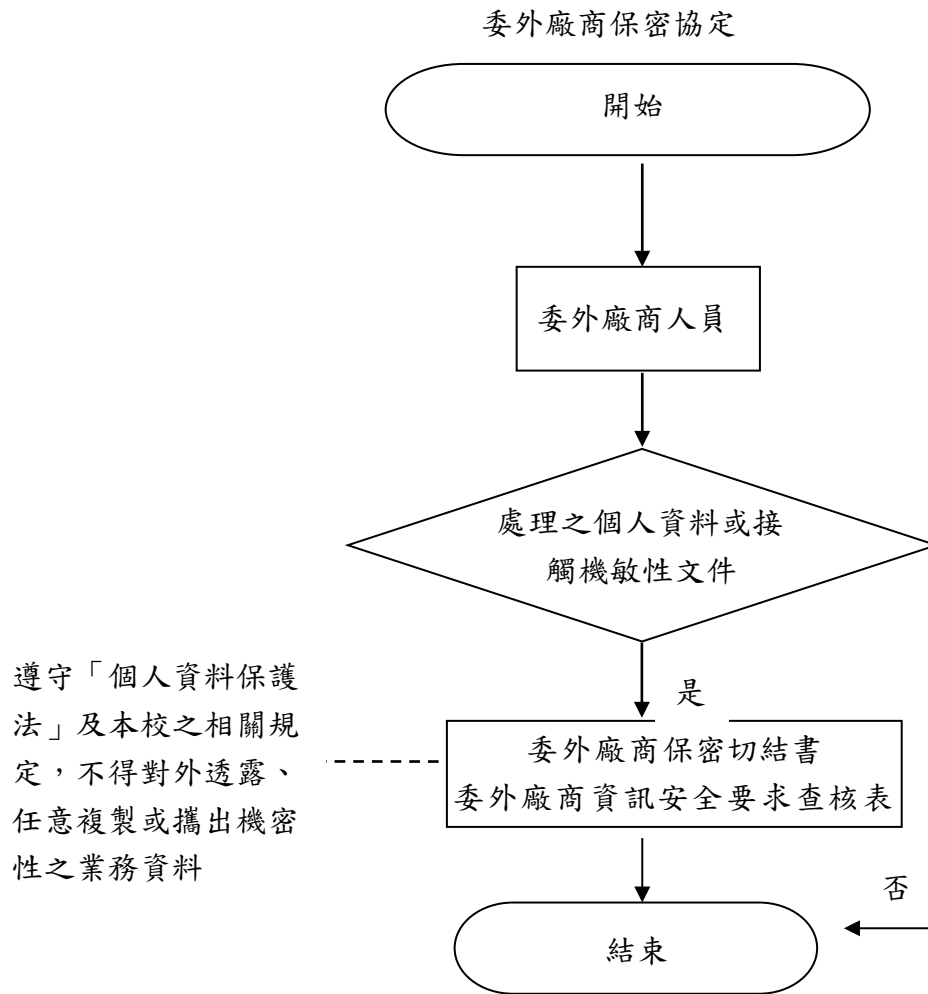 委外廠商保密協定
開始
委外廠商人員
處理之個人資料或接
觸機敏性文件
是
委外廠商保密切結書
委外廠商資訊安全要求查核表
遵守「個人資料保護
法」及本校之相關規
定,不得對外透露、
任意複製或攜出機密
性之業務資料
否
結束